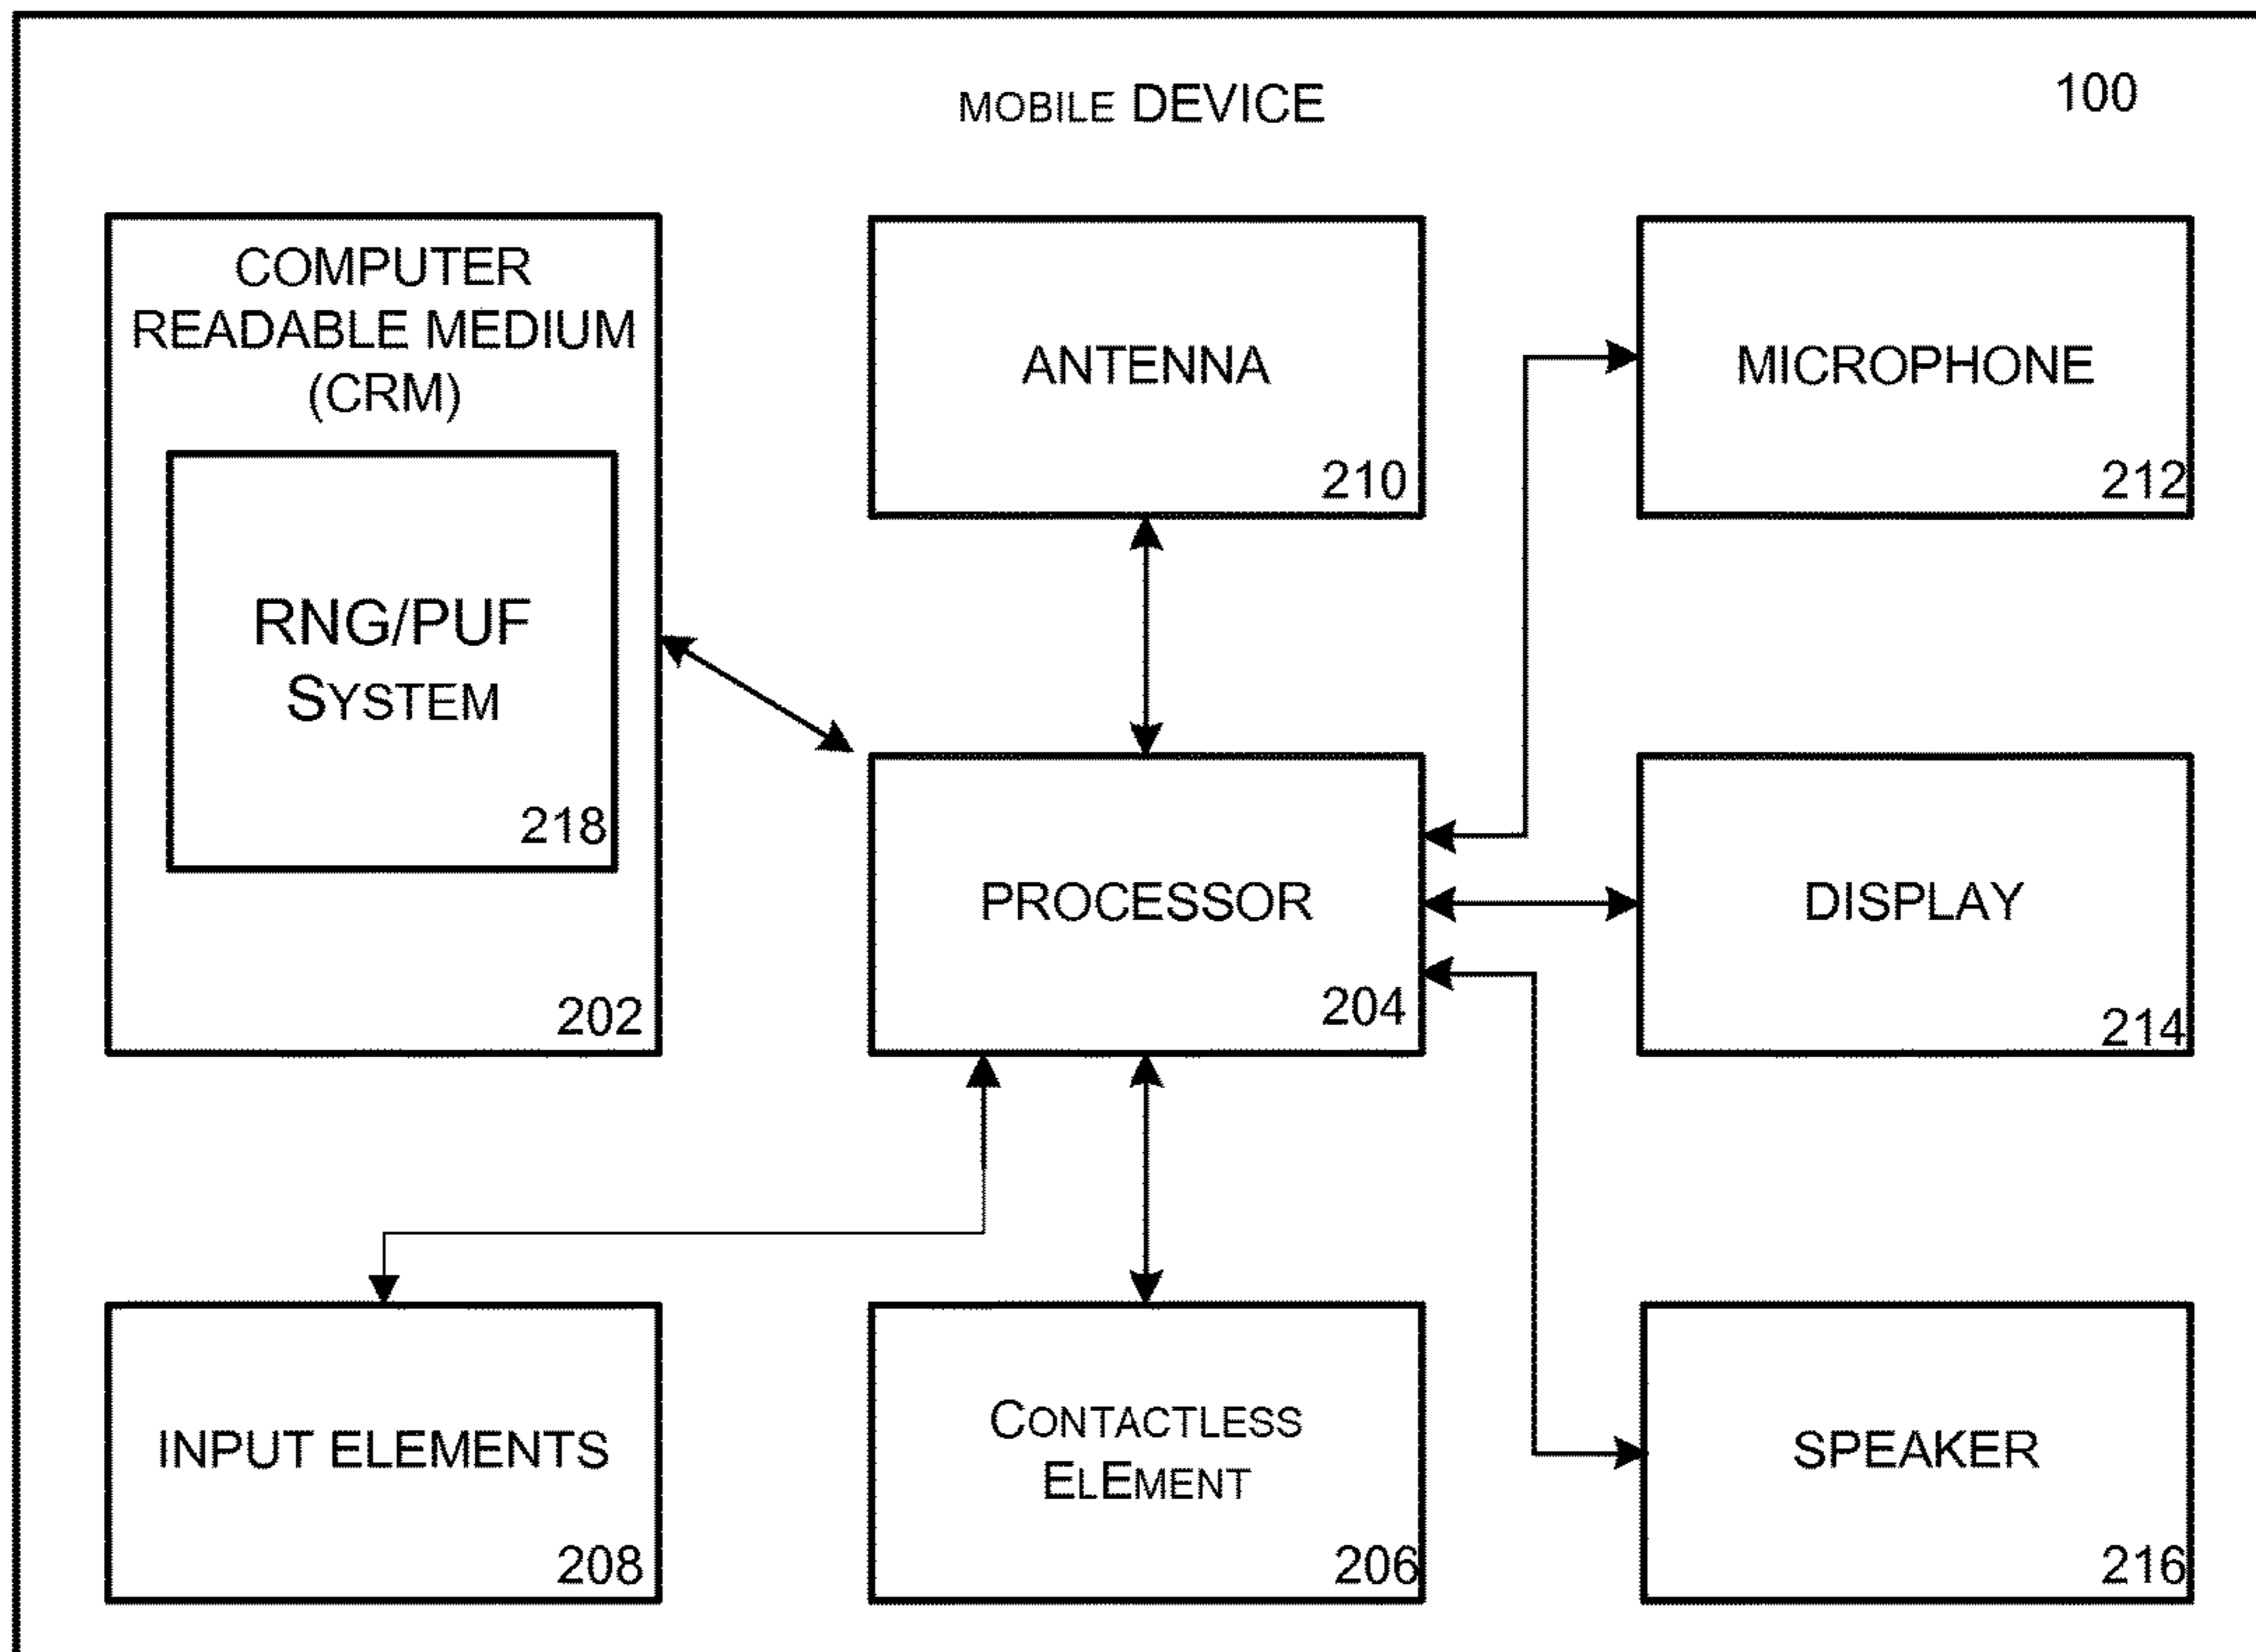 MOBILE DEVICE
100
COMPUTER
READABLE MEDIUM
(CRM)
RNG/PUF
SYSTEM
218
202
ANTENNA
210
MICROPHONE
212
PROCESSOR
204
DISPLAY
214
INPUT ELEMENTS
208
CONTACTLESS
ELEMENT
206
SPEAKER
216